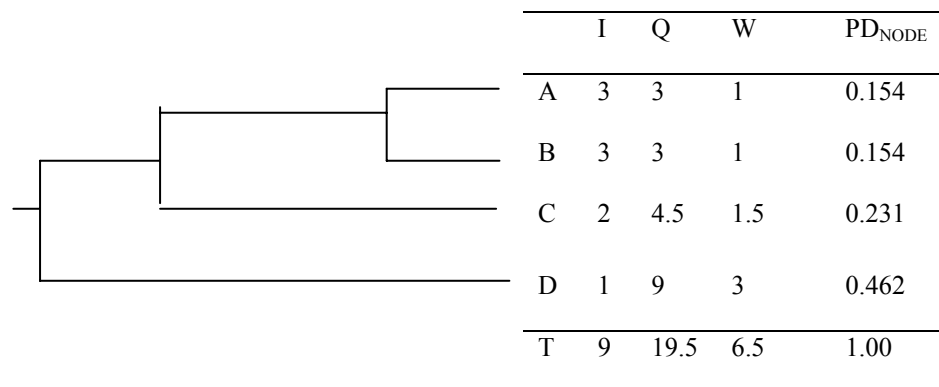 I Q W PD_NODE
A 3 3 1 0.154
B 3 3 1 0.154
C 2 4.5 1.5 0.231
D 1 9 3 0.462
T 9 19.5 6.5 1.00